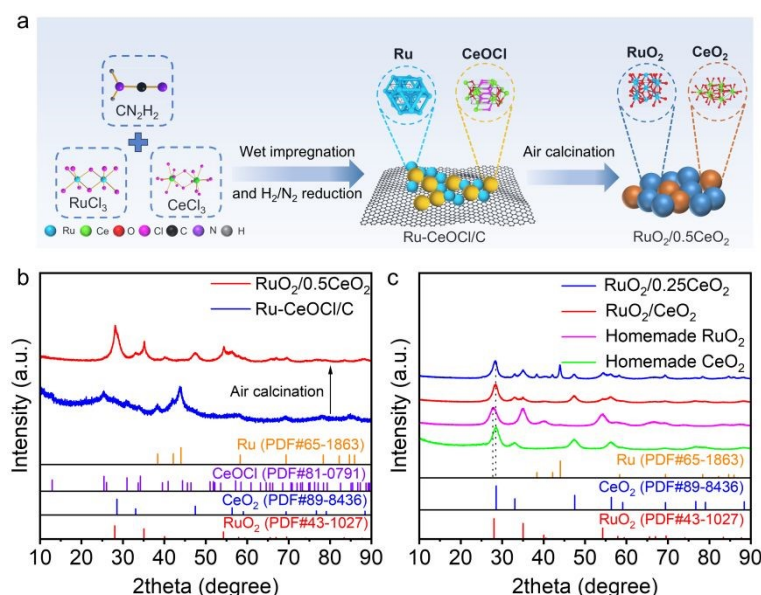 a
CN₂H₂
RuCl₃
CeCl₃
Ru Ce O Cl C N H
Wet impregnation
and H₂/N₂ reduction
Ru
CeOCl
Ru-CeOCl/C
Air calcination
RuO₂
CeO₂
RuO₂/0.5CeO₂
b
RuO₂/0.5CeO₂
Ru-CeOCl/C
Air calcination
Ru (PDF#65-1863)
CeOCl (PDF#81-0791)
CeO₂ (PDF#89-8436)
RuO₂ (PDF#43-1027)
Intensity (a.u.)
10 20 30 40 50 60 70 80 90
2theta (degree)
c
RuO₂/0.25CeO₂
RuO₂/CeO₂
Homemade RuO₂
Homemade CeO₂
Ru (PDF#65-1863)
CeO₂ (PDF#89-8436)
RuO₂ (PDF#43-1027)
Intensity (a.u.)
10 20 30 40 50 60 70 80 90
2theta (degree)